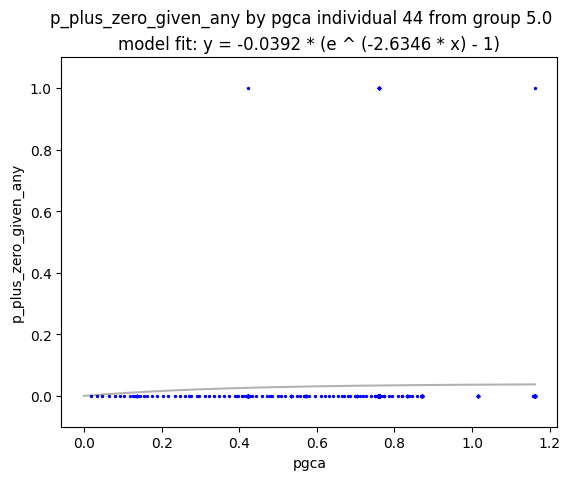 p_plus_zero_given_any by pgca individual 44 from group 5.0
model fit: y = -0.0392 * (e ^ (-2.6346 * x) - 1)
1.0
0.8
0.6
0.4
0.2
0.0
p_plus_zero_given_any
0.0 0.2 0.4 0.6 0.8 1.0 1.2
pgca